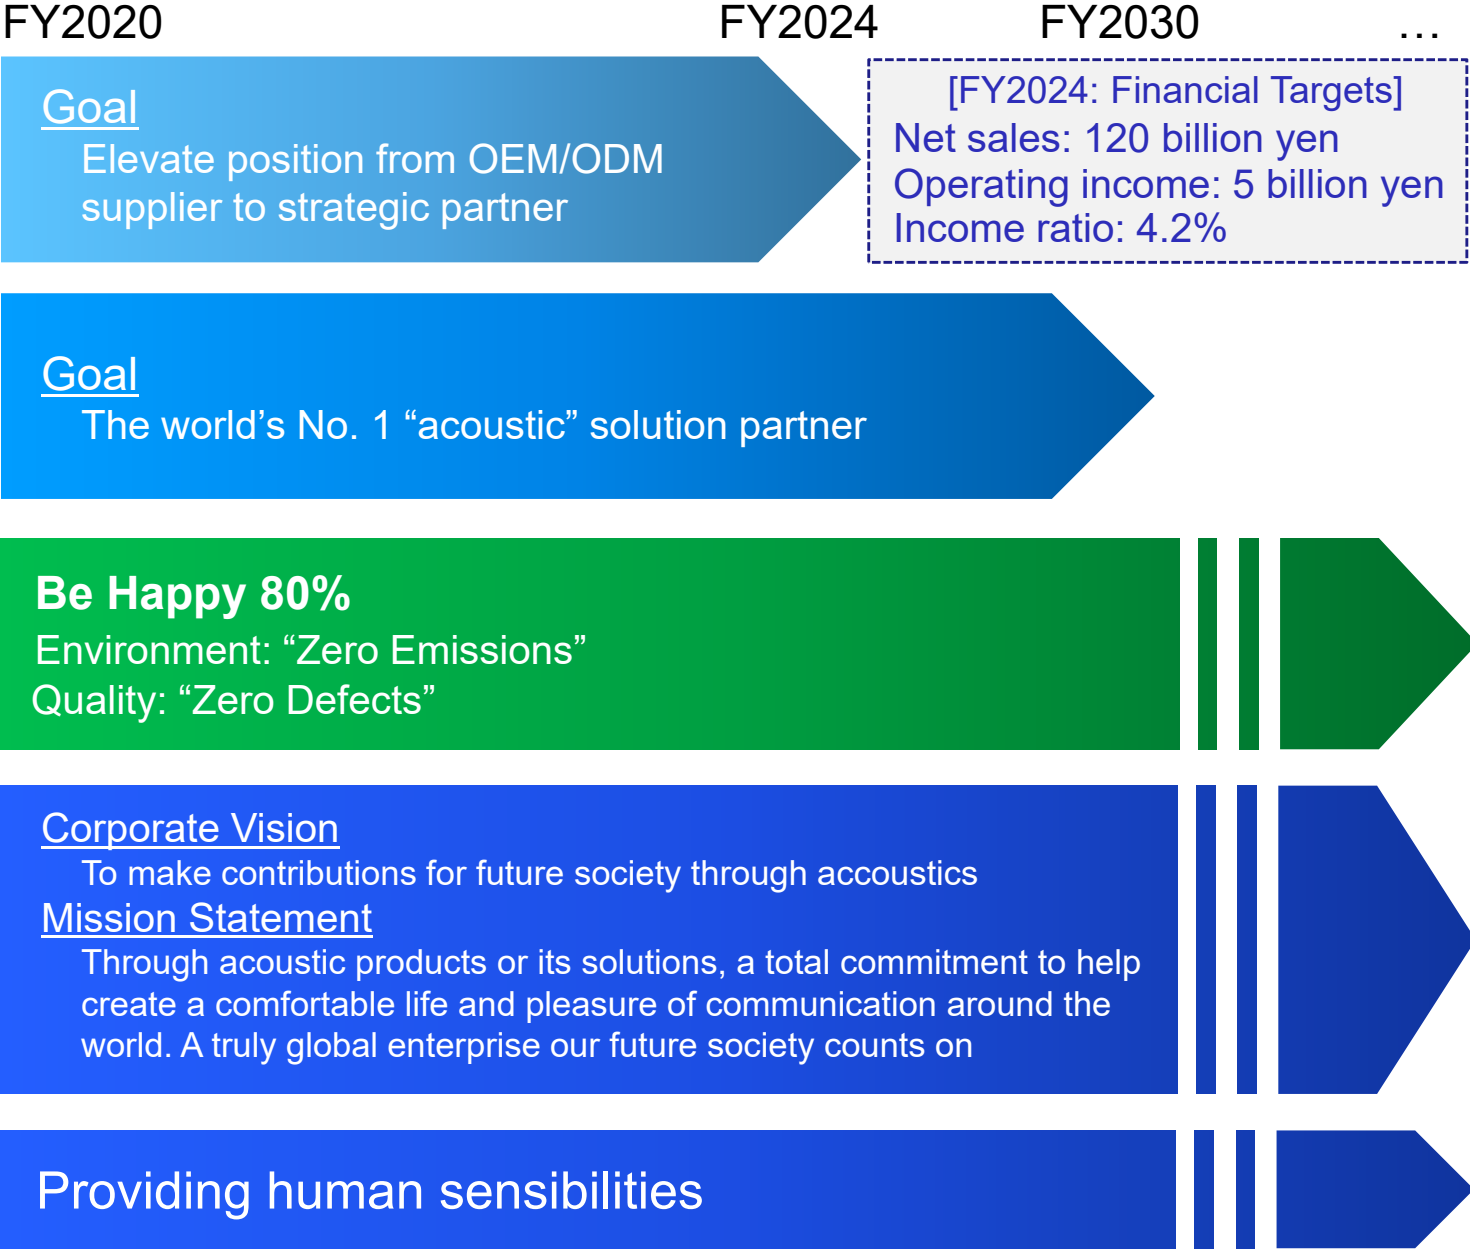 FY2020 FY2024 FY2030 …
Goal
Elevate position from OEM/ODM
supplier to strategic partner
[FY2024: Financial Targets]
Net sales: 120 billion yen
Operating income: 5 billion yen
Income ratio: 4.2%
Goal
The world’s No. 1 “acoustic” solution partner
Be Happy 80%
Environment: “Zero Emissions”
Quality: “Zero Defects”
Corporate Vision
To make contributions for future society through accoustics
Mission Statement
Through acoustic products or its solutions, a total commitment to help
create a comfortable life and pleasure of communication around the
world. A truly global enterprise our future society counts on
Providing human sensibilities